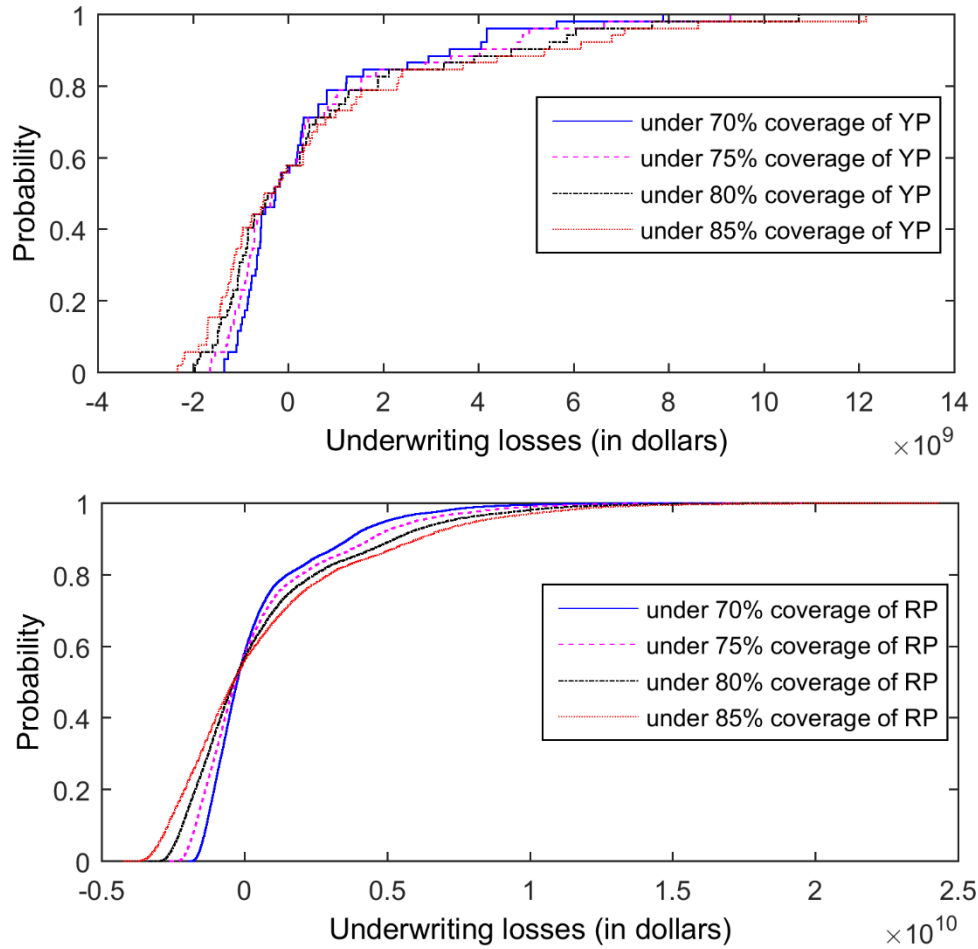 1
0.8
0.6
0.4
0.2
0
Probability
-4 -2 0 2 4 6 8 10 12 14
Underwriting losses (in dollars)
×10⁹
under 70% coverage of YP
under 75% coverage of YP
under 80% coverage of YP
under 85% coverage of YP
1
0.8
0.6
0.4
0.2
0
Probability
-0.5 0 0.5 1 1.5 2 2.5
Underwriting losses (in dollars)
×10¹⁰
under 70% coverage of RP
under 75% coverage of RP
under 80% coverage of RP
under 85% coverage of RP